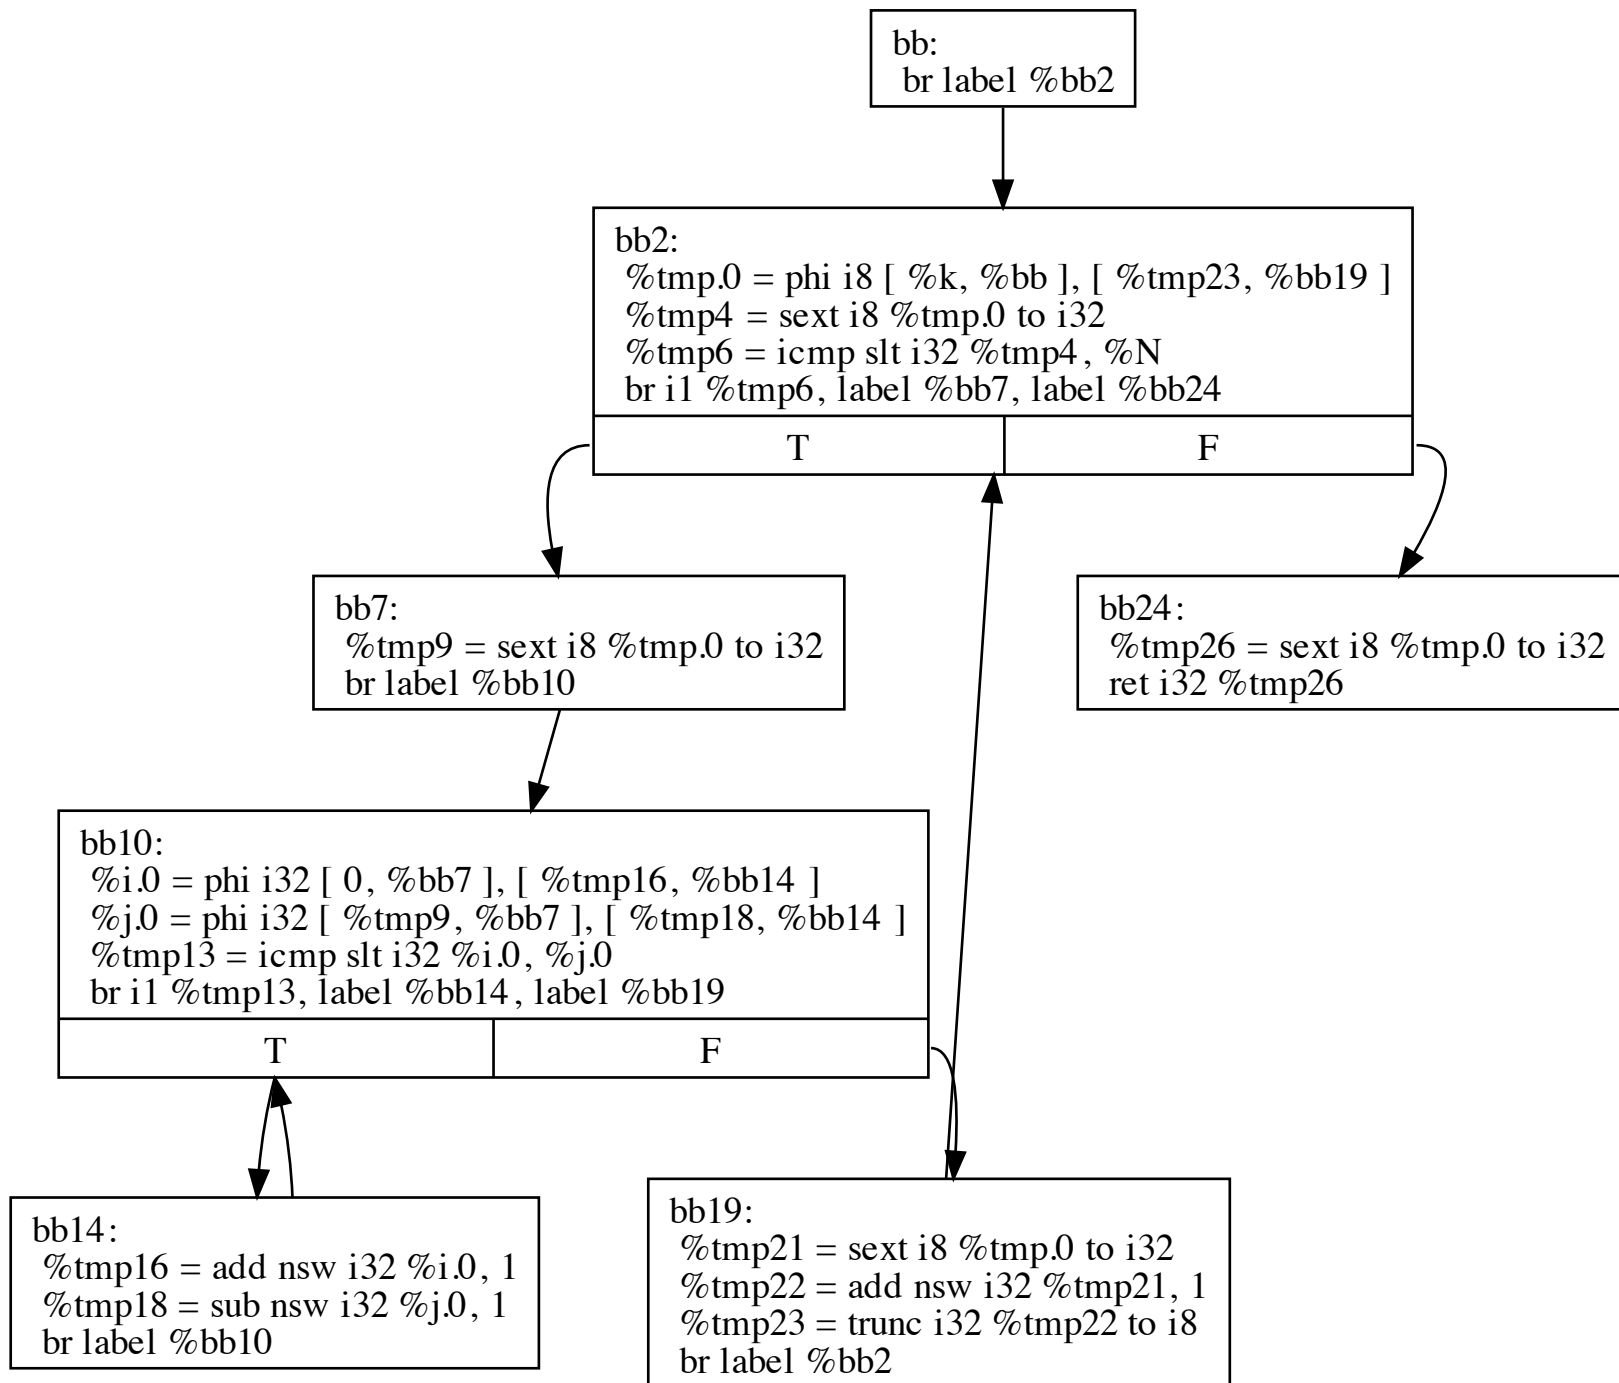 bb:
br label %bb2
bb2:
%tmp.0 = phi i8 [ %k, %bb ], [ %tmp23, %bb19 ]
%tmp4 = sext i8 %tmp.0 to i32
%tmp6 = icmp slt i32 %tmp4, %N
br i1 %tmp6, label %bb7, label %bb24
T
F
bb7:
%tmp9 = sext i8 %tmp.0 to i32
br label %bb10
bb24:
%tmp26 = sext i8 %tmp.0 to i32
ret i32 %tmp26
bb10:
%i.0 = phi i32 [ 0, %bb7 ], [ %tmp16, %bb14 ]
%j.0 = phi i32 [ %tmp9, %bb7 ], [ %tmp18, %bb14 ]
%tmp13 = icmp slt i32 %i.0, %j.0
br i1 %tmp13, label %bb14, label %bb19
T
F
bb14:
%tmp16 = add nsw i32 %i.0, 1
%tmp18 = sub nsw i32 %j.0, 1
br label %bb10
bb19:
%tmp21 = sext i8 %tmp.0 to i32
%tmp22 = add nsw i32 %tmp21, 1
%tmp23 = trunc i32 %tmp22 to i8
br label %bb2